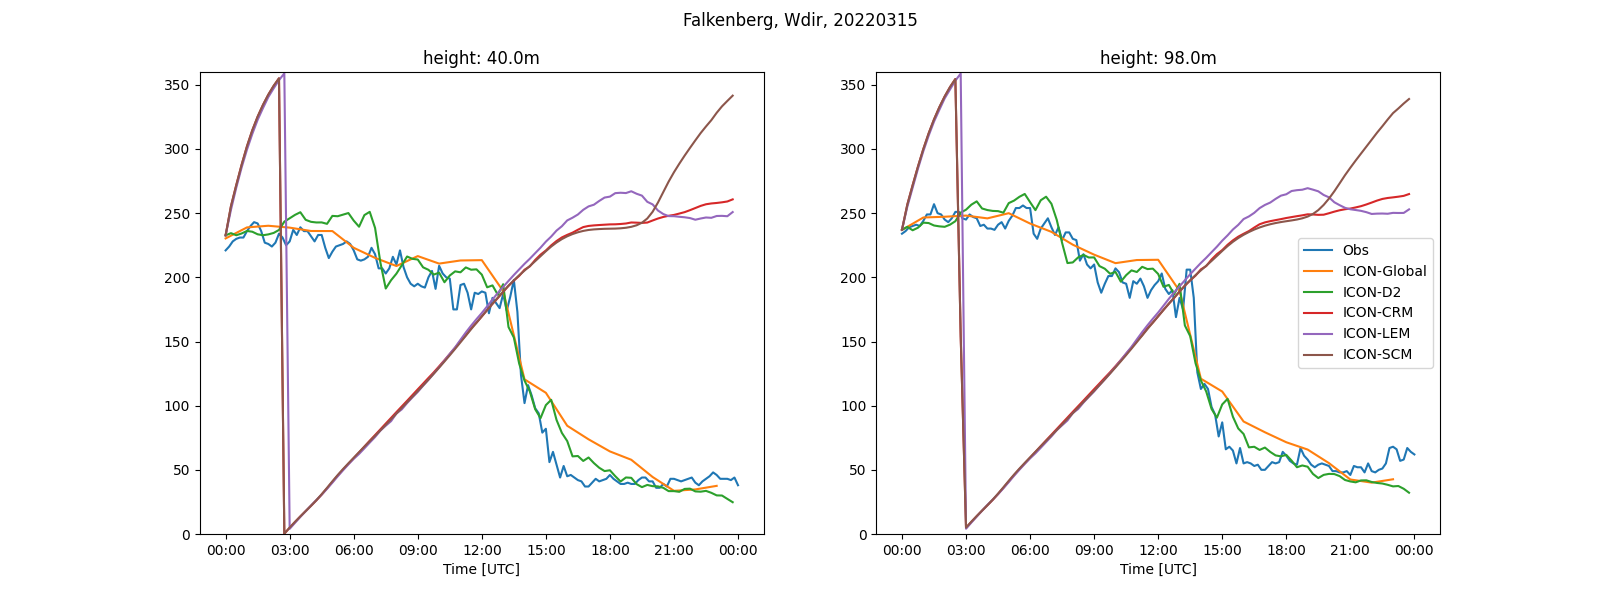 Falkenberg, Wdir, 20220315
height: 40.0m
350
300
250
200
150
100
50
0
00:00 03:00 06:00 09:00 12:00 15:00 18:00 21:00 00:00
Time [UTC]
height: 98.0m
350
300
250
200
150
100
50
0
Obs
ICON-Global
ICON-D2
ICON-CRM
ICON-LEM
ICON-SCM
00:00 03:00 06:00 09:00 12:00 15:00 18:00 21:00 00:00
Time [UTC]